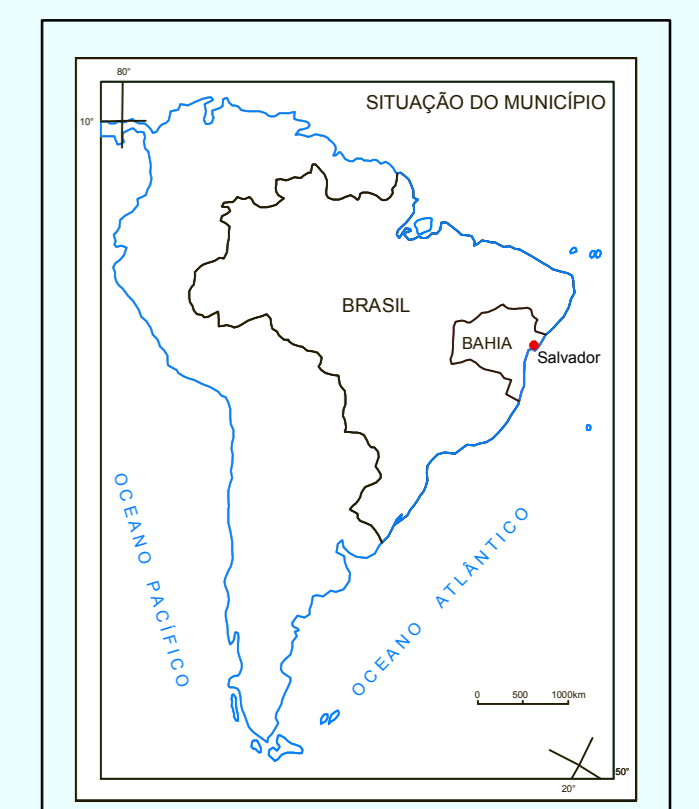 80°
SITUAÇÃO DO MUNICÍPIO
10°
BRASIL
BAHIA
Salvador
OCEANO PACÍFICO
OCEANO ATLÂNTICO
0 500 1000km
50°
20°